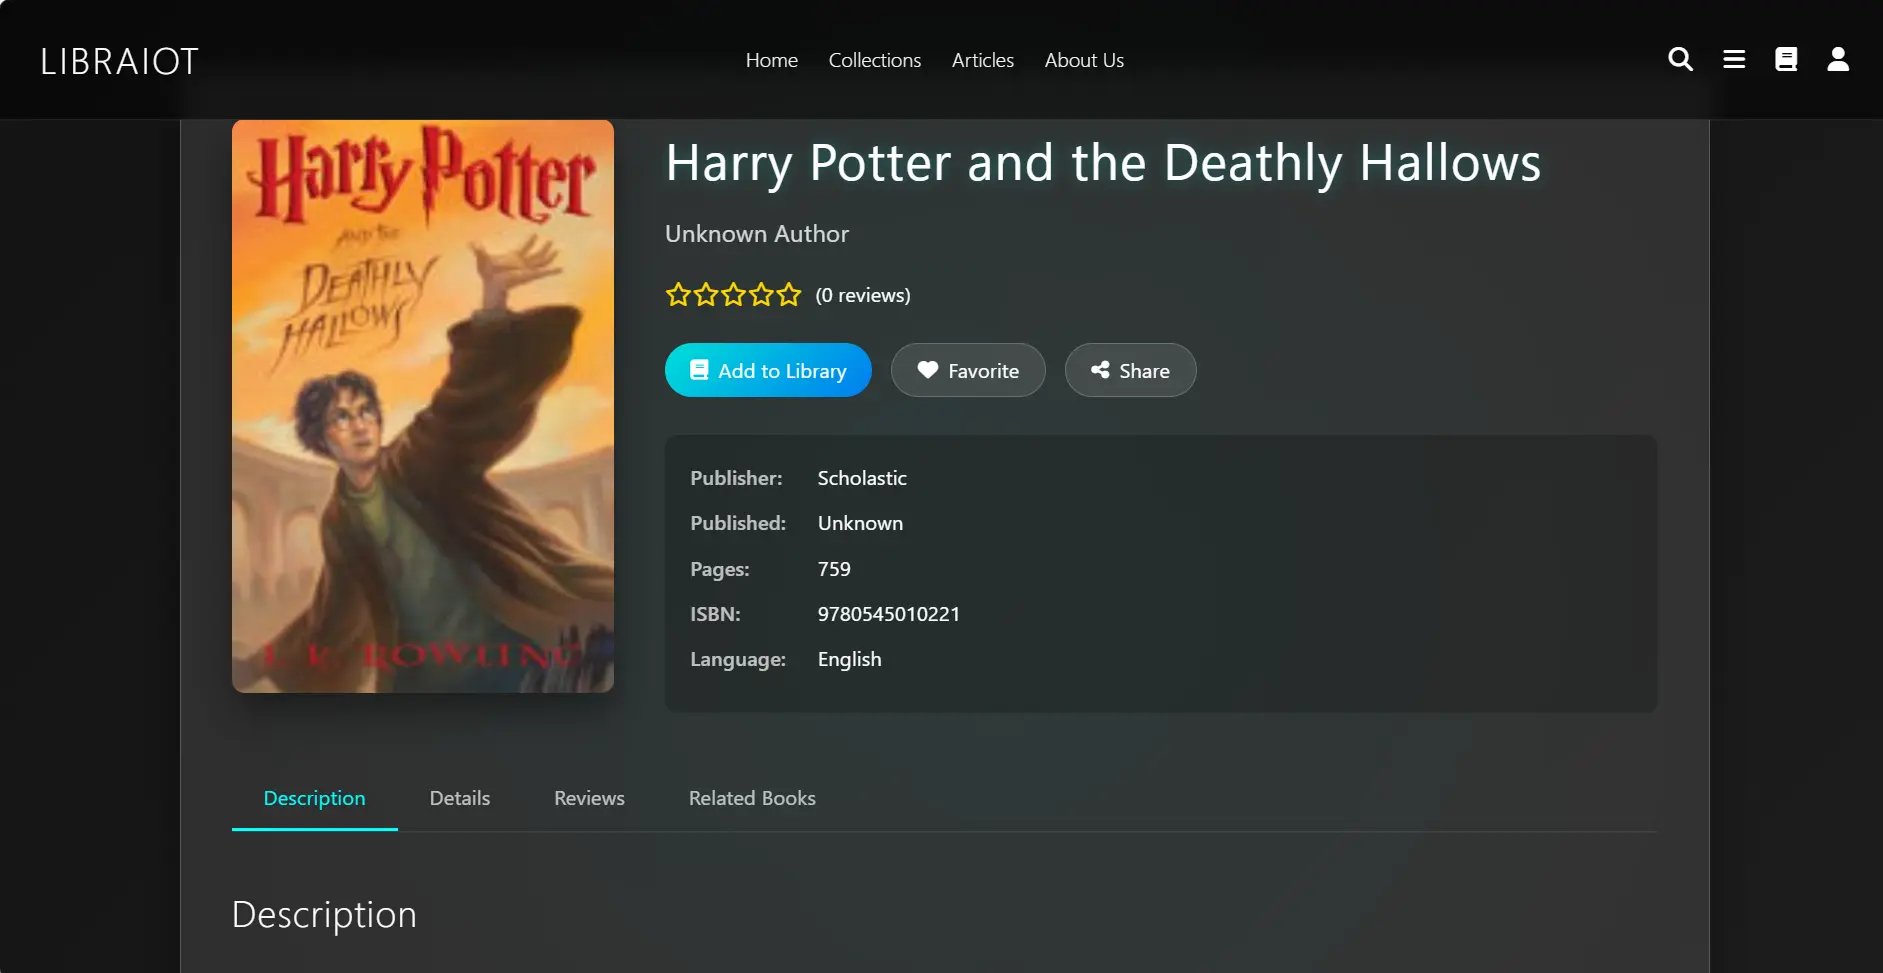 LIBRAIOT
Home Collections Articles About Us
Harry Potter
AND THE
DEATHLY
HALLOWS
J. K. ROWLING
Harry Potter and the Deathly Hallows
Unknown Author
(0 reviews)
Add to Library Favorite Share
Publisher: Scholastic
Published: Unknown
Pages: 759
ISBN: 9780545010221
Language: English
Description Details Reviews Related Books
Description